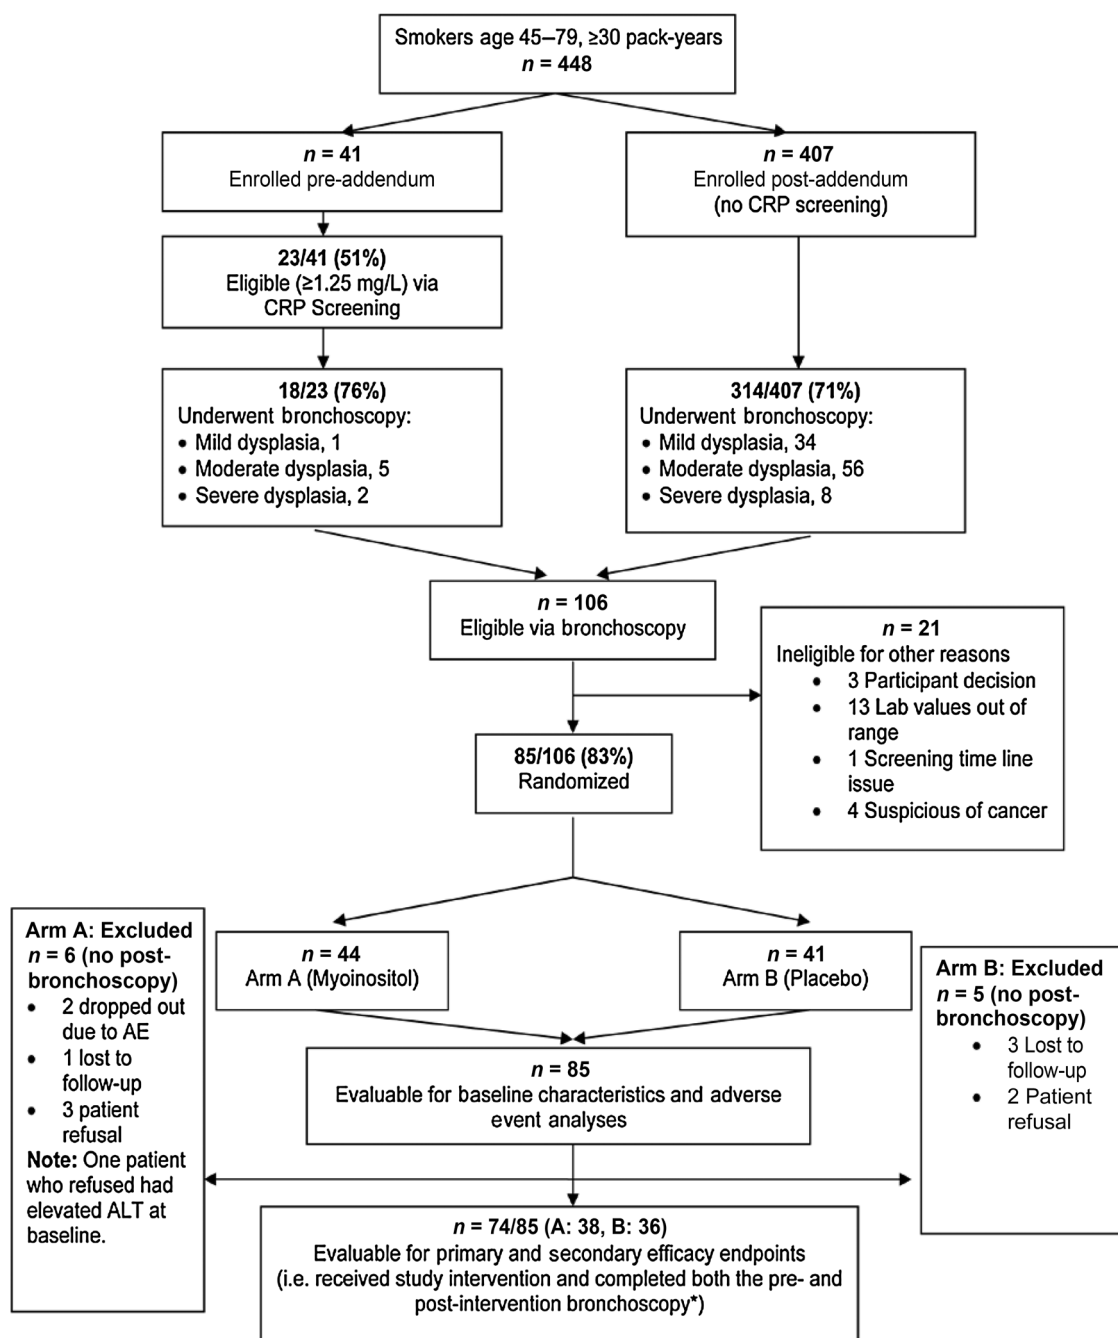 Smokers age 45–79, ≥30 pack-years
n = 448
n = 41
Enrolled pre-addendum
n = 407
Enrolled post-addendum
(no CRP screening)
23/41 (51%)
Eligible (≥1.25 mg/L) via
CRP Screening
18/23 (76%)
Underwent bronchoscopy:
• Mild dysplasia, 1
• Moderate dysplasia, 5
• Severe dysplasia, 2
314/407 (71%)
Underwent bronchoscopy:
• Mild dysplasia, 34
• Moderate dysplasia, 56
• Severe dysplasia, 8
n = 106
Eligible via bronchoscopy
n = 21
Ineligible for other reasons
• 3 Participant decision
• 13 Lab values out of
range
• 1 Screening time line
issue
• 4 Suspicious of cancer
85/106 (83%)
Randomized
Arm A: Excluded
n = 6 (no post-
bronchoscopy)
• 2 dropped out
due to AE
• 1 lost to
follow-up
• 3 patient
refusal
Note: One patient
who refused had
elevated ALT at
baseline.
n = 44
Arm A (Myoinositol)
n = 41
Arm B (Placebo)
Arm B: Excluded
n = 5 (no post-
bronchoscopy)
• 3 Lost to
follow-up
• 2 Patient
refusal
n = 85
Evaluable for baseline characteristics and adverse
event analyses
n = 74/85 (A: 38, B: 36)
Evaluable for primary and secondary efficacy endpoints
(i.e. received study intervention and completed both the pre- and
post-intervention bronchoscopy*)